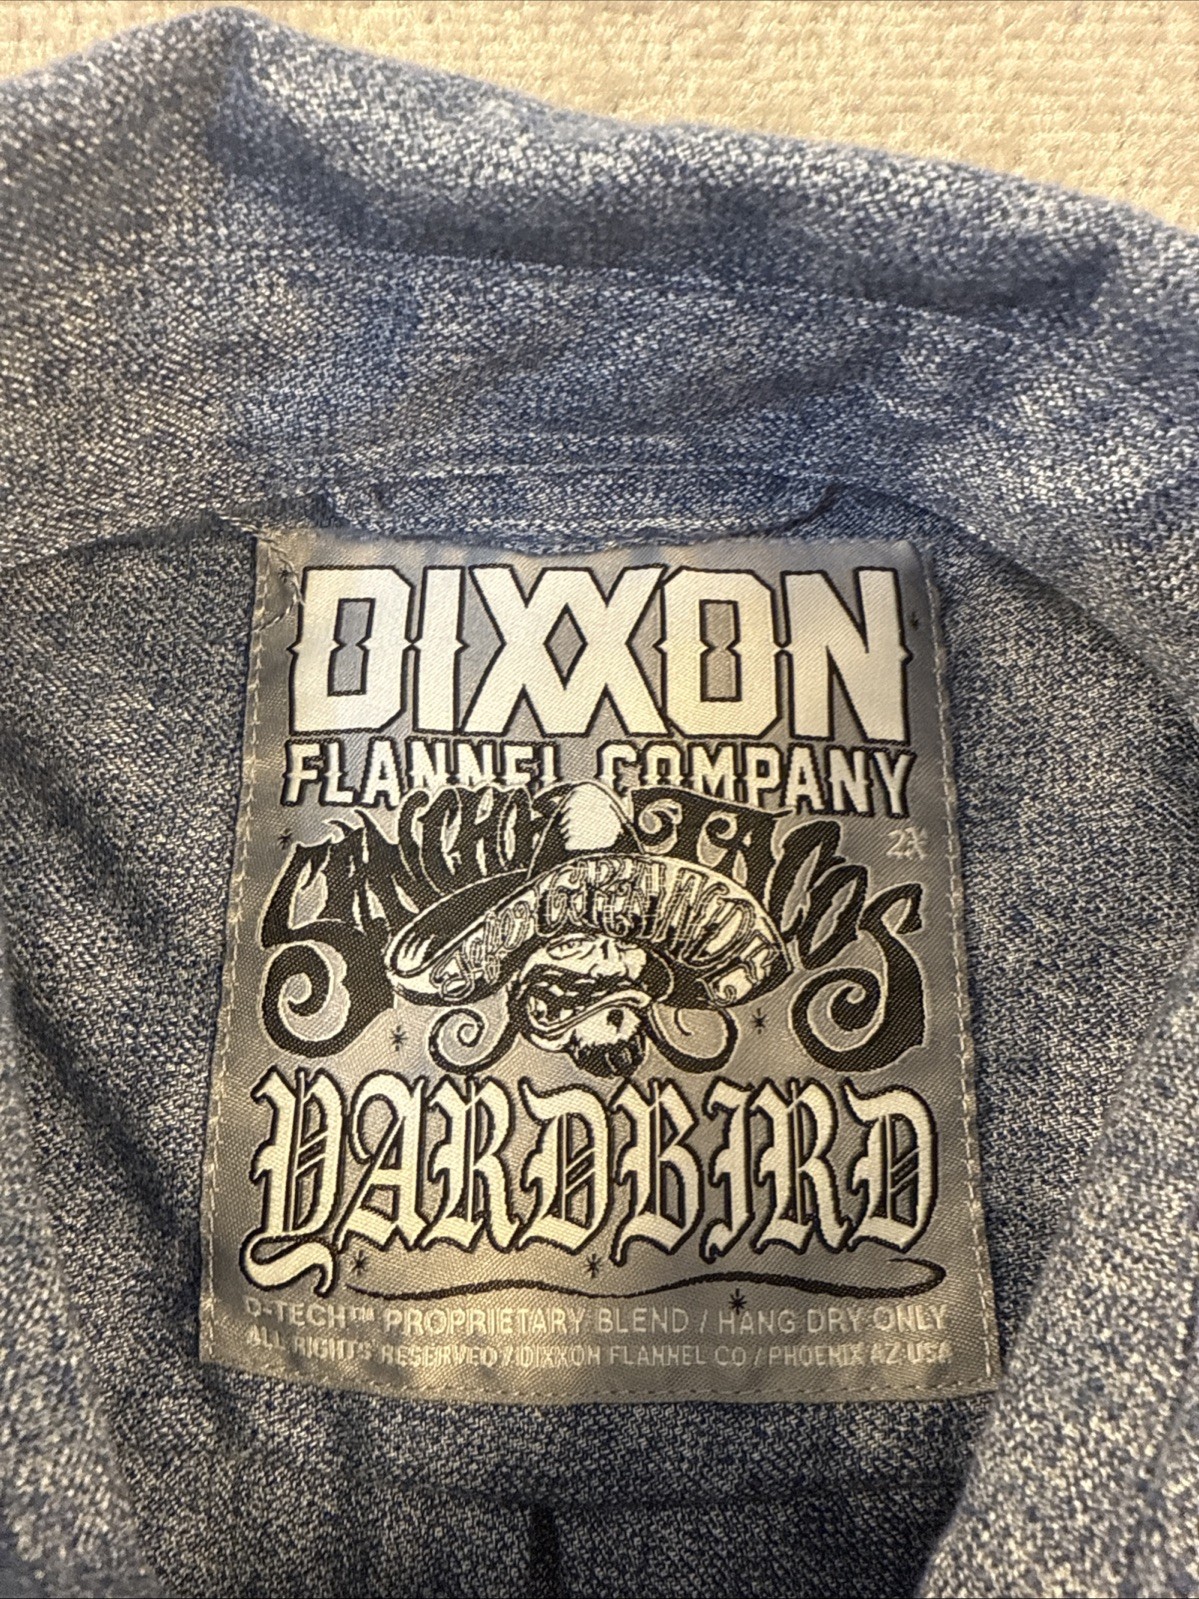 DIXXON
FLANNEL COMPANY
2X
SANCHOS TACOS
YARDBIRD
D-TECH™ PROPRIETARY BLEND / HANG DRY ONLY
ALL RIGHTS RESERVED / DIXXON FLANNEL CO / PHOENIX AZ USA